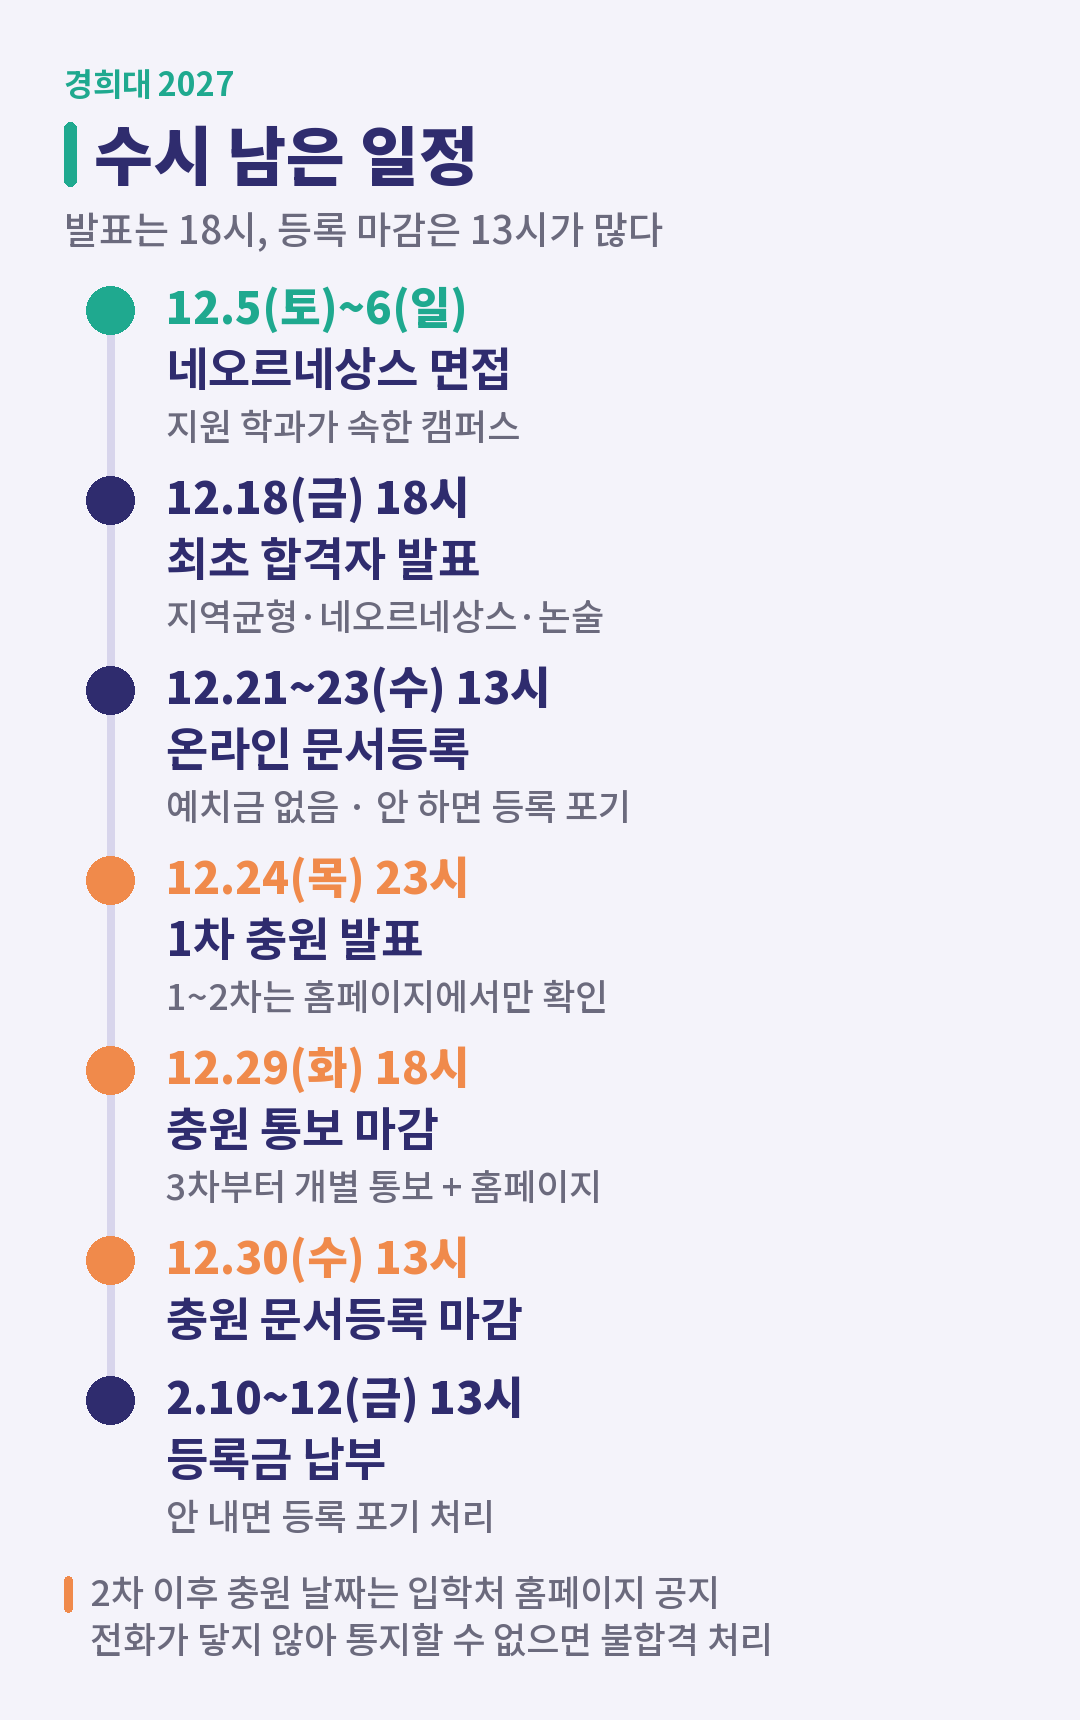 경희대 2027
수시 남은 일정
발표는 18시, 등록 마감은 13시가 많다
12.5(토)~6(일)
네오르네상스 면접
지원 학과가 속한 캠퍼스
12.18(금) 18시
최초 합격자 발표
지역균형·네오르네상스·논술
12.21~23(수) 13시
온라인 문서등록
예치금 없음 · 안 하면 등록 포기
12.24(목) 23시
1차 충원 발표
1~2차는 홈페이지에서만 확인
12.29(화) 18시
충원 통보 마감
3차부터 개별 통보 + 홈페이지
12.30(수) 13시
충원 문서등록 마감
2.10~12(금) 13시
등록금 납부
안 내면 등록 포기 처리
2차 이후 충원 날짜는 입학처 홈페이지 공지
전화가 닿지 않아 통지할 수 없으면 불합격 처리